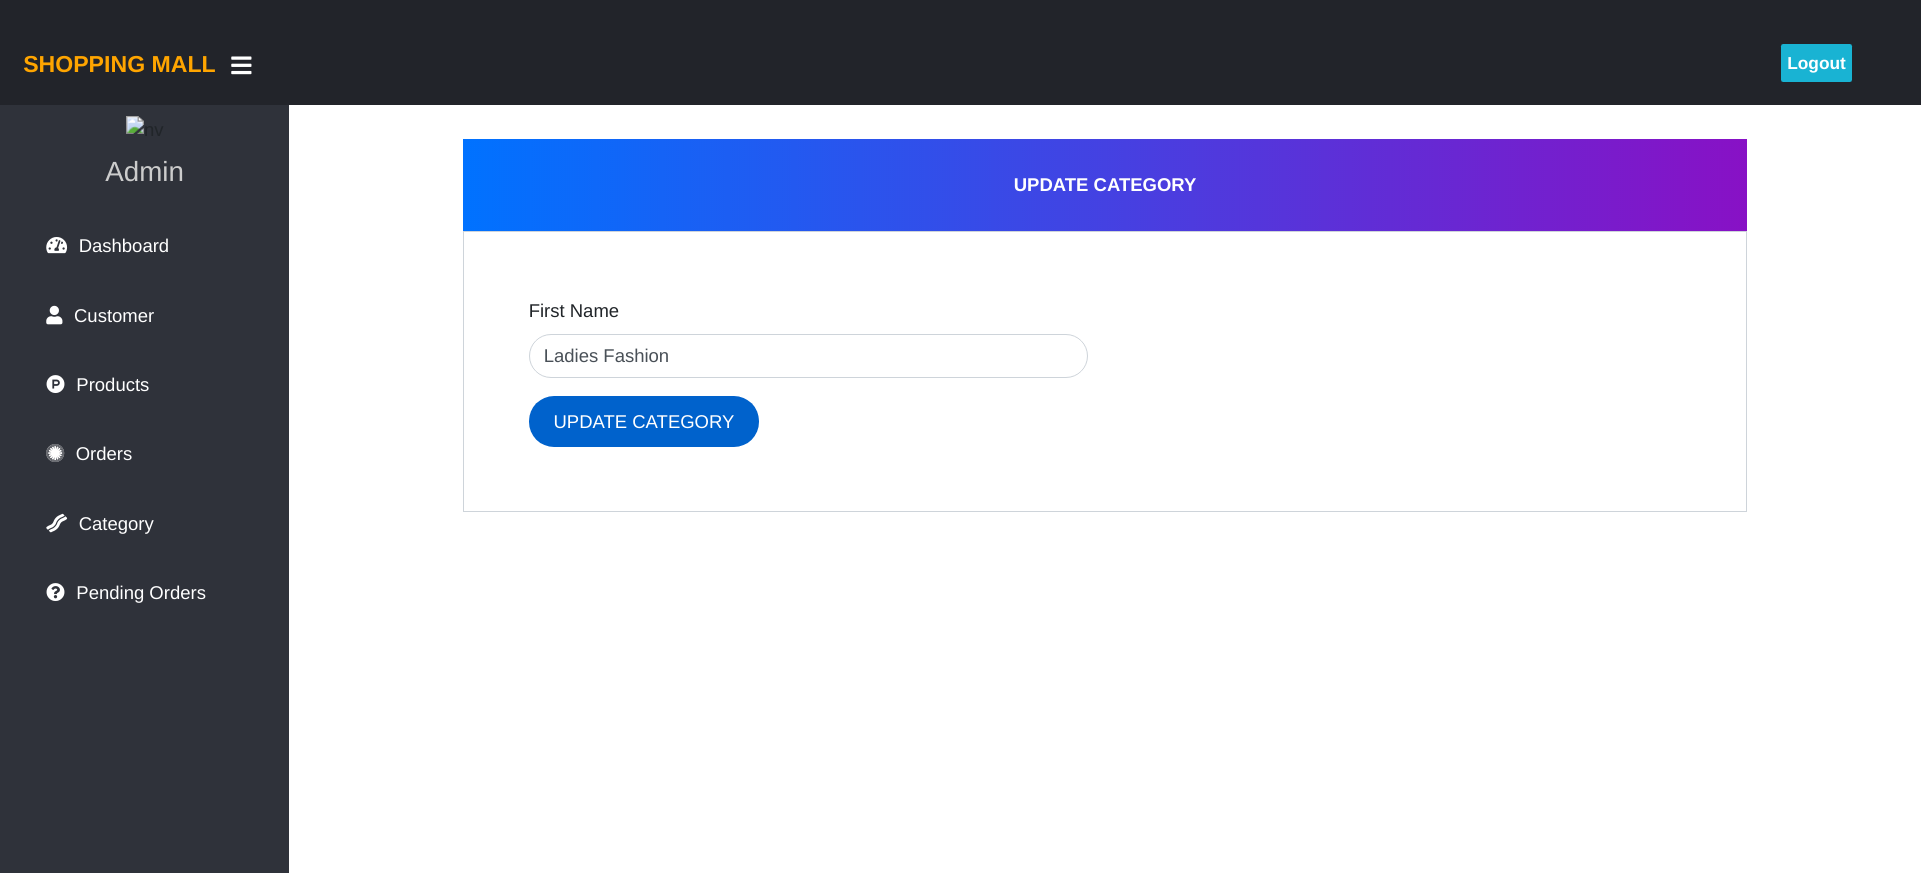 SHOPPING MALL
Logout
Admin
Dashboard
Customer
Products
Orders
Category
Pending Orders
UPDATE CATEGORY
First Name
Ladies Fashion
UPDATE CATEGORY